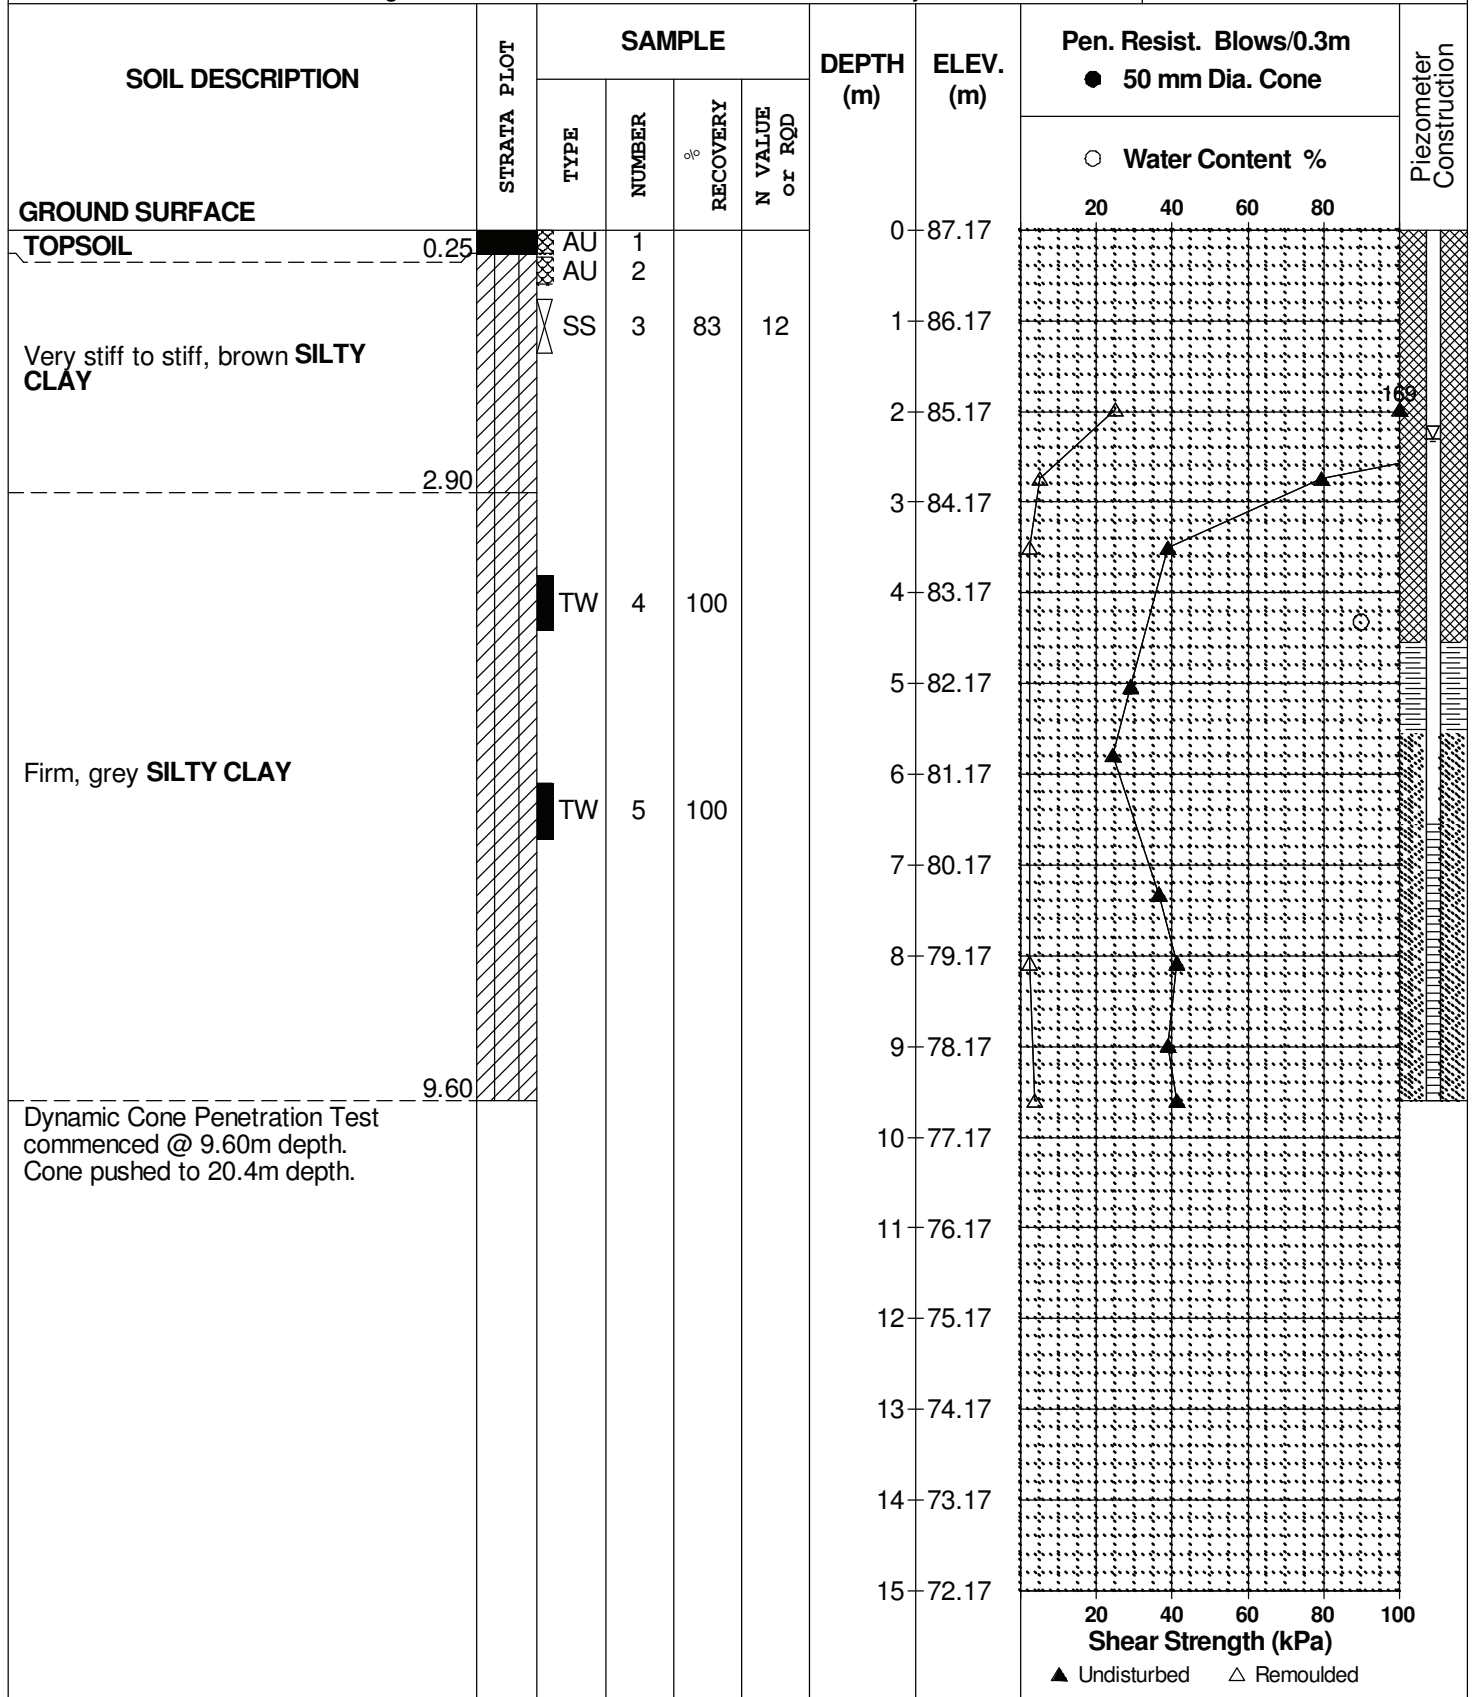 SOIL DESCRIPTION
GROUND SURFACE
STRATA PLOT
SAMPLE
TYPE
NUMBER
% RECOVERY
N VALUE or RQD
DEPTH (m)
ELEV. (m)
Pen. Resist. Blows/0.3m
● 50 mm Dia. Cone
○ Water Content %
20 40 60 80
Piezometer Construction
TOPSOIL 0.25
AU 1
AU 2
SS 3 83 12
Very stiff to stiff, brown SILTY
CLAY
2.90
TW 4 100
Firm, grey SILTY CLAY
TW 5 100
9.60
Dynamic Cone Penetration Test
commenced @ 9.60m depth.
Cone pushed to 20.4m depth.
0 87.17
1 86.17
2 85.17
3 84.17
4 83.17
5 82.17
6 81.17
7 80.17
8 79.17
9 78.17
10 77.17
11 76.17
12 75.17
13 74.17
14 73.17
15 72.17
169
20 40 60 80 100
Shear Strength (kPa)
▲ Undisturbed △ Remoulded